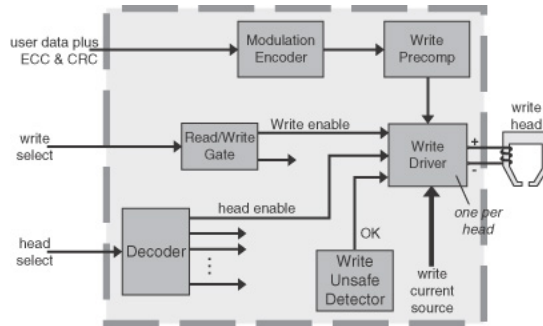 user data plus
ECC & CRC
Modulation
Encoder
Write
Precomp
write
head
write
select
Read/Write
Gate
Write enable
Write
Driver
+
-
one per
head
head
select
Decoder
head enable
OK
Write
Unsafe
Detector
write
current
source